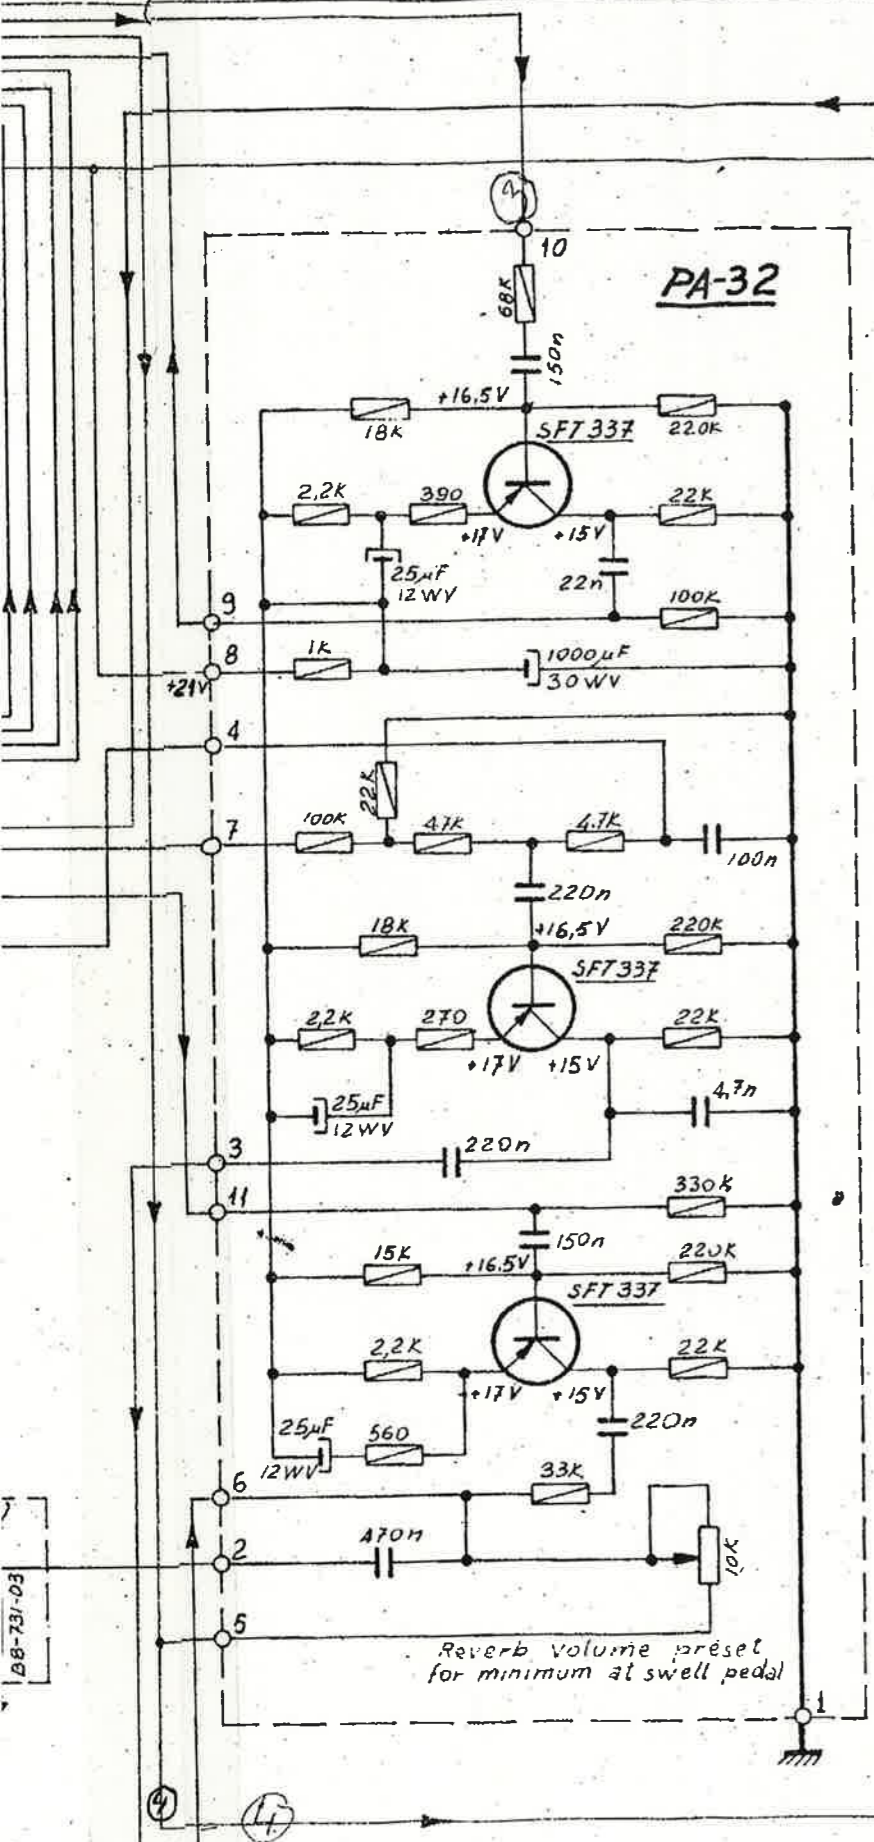 2
10
PA-32
68K
150n
+16,5V
18K
220K
SFT 337
2,2K
390
22K
+17V
+15V
25µF
12WV
22n
9
100K
8
1K
1000µF
30WV
+21V
4
22K
7
100K
47K
4.7K
100n
220n
18K
+16,5V
220K
SFT 337
2,2K
270
22K
+17V
+15V
25µF
12WV
4,7n
3
220n
11
330K
150n
15K
+16.5V
220K
SFT 337
2,2K
22K
+17V
+15V
25µF
12WV
560
220n
6
33K
2
470n
10K
BB-731-03
5
Reverb volume preset
for minimum at swell pedal
1
4